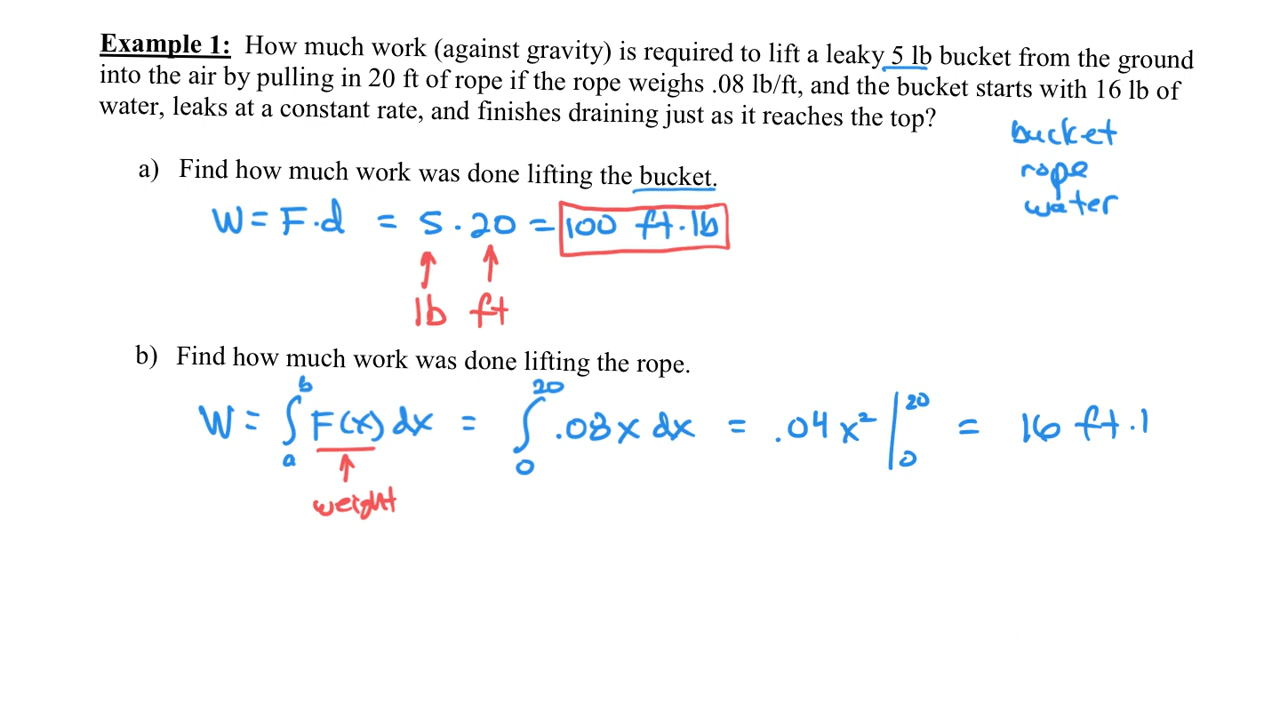 Example 1: How much work (against gravity) is required to lift a leaky 5 lb bucket from the ground
into the air by pulling in 20 ft of rope if the rope weighs .08 lb/ft, and the bucket starts with 16 lb of
water, leaks at a constant rate, and finishes draining just as it reaches the top?
bucket
rope
water
a) Find how much work was done lifting the bucket.
W = F·d = 5 · 20 = 100 ft·lb
lb ft
b) Find how much work was done lifting the rope.
W = ∫_a^b F(x) dx = ∫_0^20 .08x dx = .04x² |_0^20 = 16 ft·l
weight